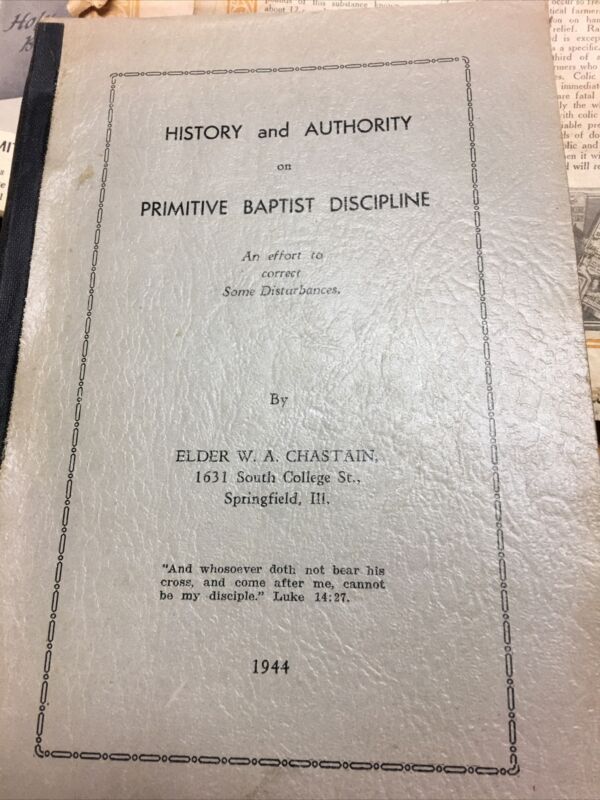 HISTORY and AUTHORITY
on
PRIMITIVE BAPTIST DISCIPLINE
An effort to
correct
Some Disturbances.
By
ELDER W. A. CHASTAIN,
1631 South College St.,
Springfield, Ill.
"And whosoever doth not bear his
cross, and come after me, cannot
be my disciple." Luke 14:27.
1944